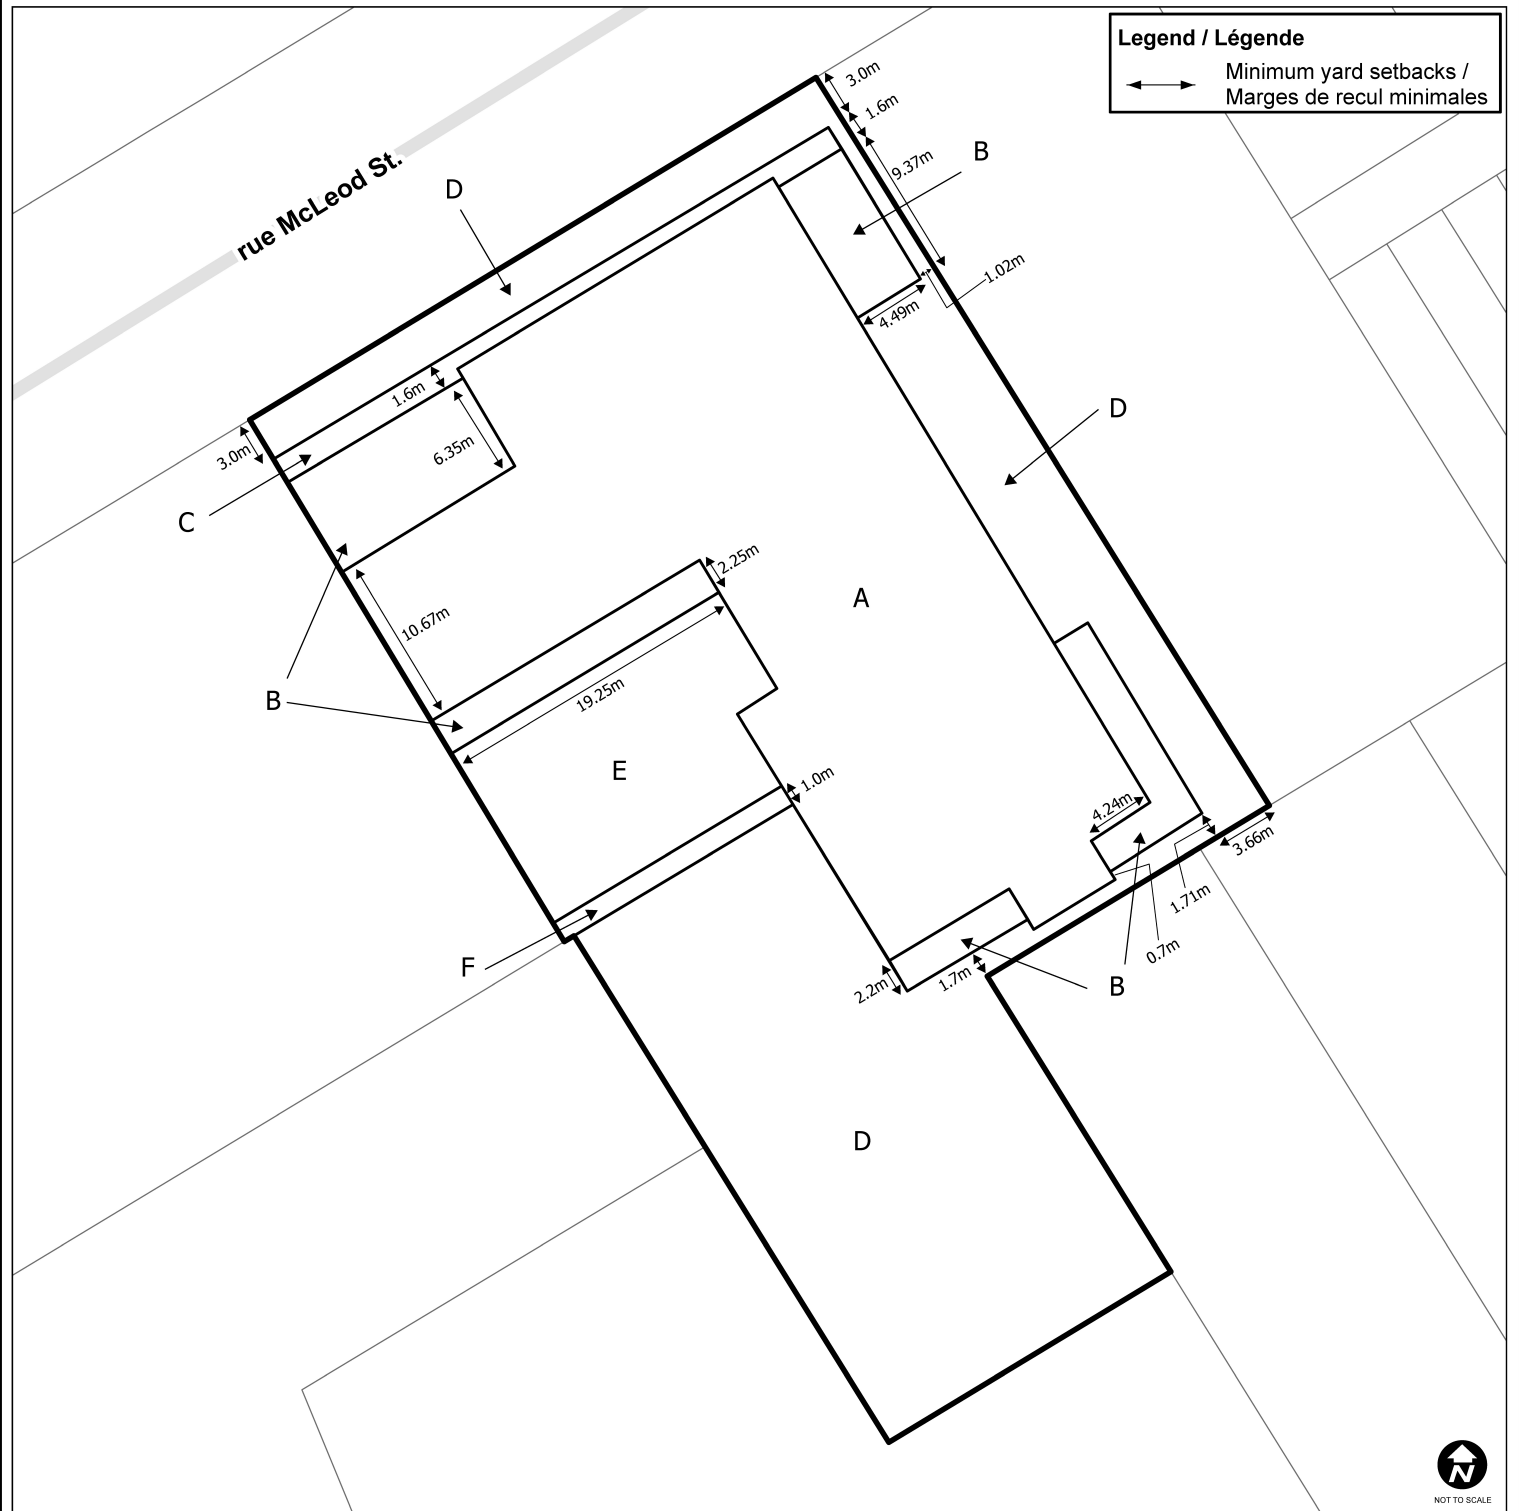 Legend / Légende
Minimum yard setbacks /
Marges de recul minimales
rue McLeod St.
3.0m
1.6m
9.37m
B
D
1.02m
4.49m
1.6m
6.35m
3.0m
D
C
2.25m
A
10.67m
B
19.25m
E
1.0m
4.24m
3.66m
1.71m
0.7m
F
2.2m
1.7m
B
D
N
NOT TO SCALE